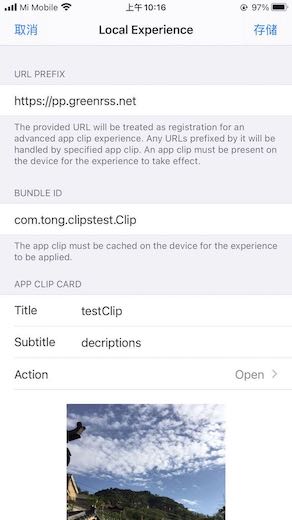 Mi Mobile 上午10:16 97%
取消 Local Experience 存储
URL PREFIX
https://pp.greenrss.net
The provided URL will be treated as registration for an
advanced app clip experience. Any URLs prefixed by it will be
handled by specified app clip. An app clip must be present on
the device for the experience to take effect.
BUNDLE ID
com.tong.clipstest.Clip
The app clip must be cached on the device for the experience
to be applied.
APP CLIP CARD
Title testClip
Subtitle decriptions
Action Open